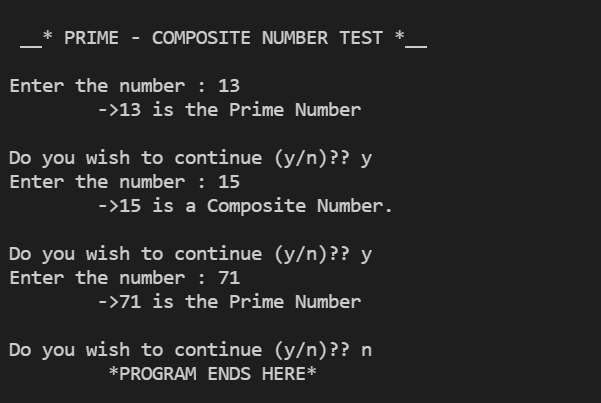 __* PRIME - COMPOSITE NUMBER TEST *__
Enter the number : 13
->13 is the Prime Number
Do you wish to continue (y/n)?? y
Enter the number : 15
->15 is a Composite Number.
Do you wish to continue (y/n)?? y
Enter the number : 71
->71 is the Prime Number
Do you wish to continue (y/n)?? n
*PROGRAM ENDS HERE*